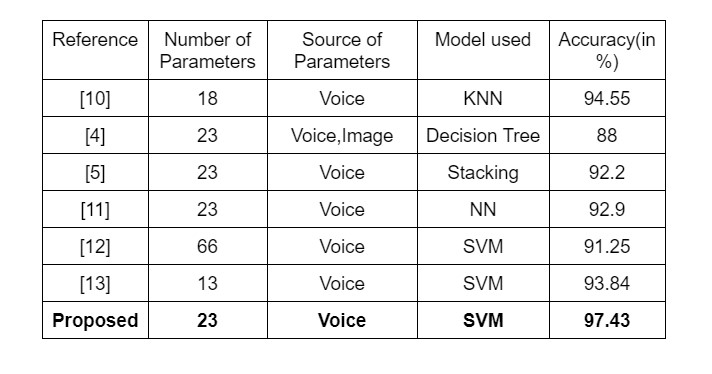 Reference Number of Parameters Source of Parameters Model used Accuracy(in %)
[10] 18 Voice KNN 94.55
[4] 23 Voice,Image Decision Tree 88
[5] 23 Voice Stacking 92.2
[11] 23 Voice NN 92.9
[12] 66 Voice SVM 91.25
[13] 13 Voice SVM 93.84
Proposed 23 Voice SVM 97.43